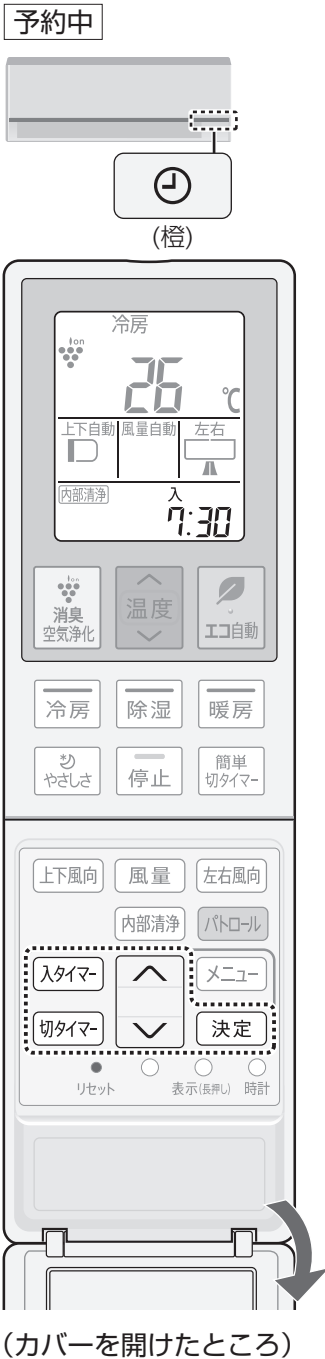 予約中
(橙)
冷房
ion
26 ℃
上下自動 風量自動 左右
内部清浄 入
7:30
ion
消臭
空気浄化
温度
エコ自動
冷房 除湿 暖房
やさしさ
停止
簡単
切タイマー
上下風向 風量 左右風向
内部清浄 パトロール
入タイマー メニュー
切タイマー 決定
リセット 表示(長押し) 時計
(カバーを開けたところ)